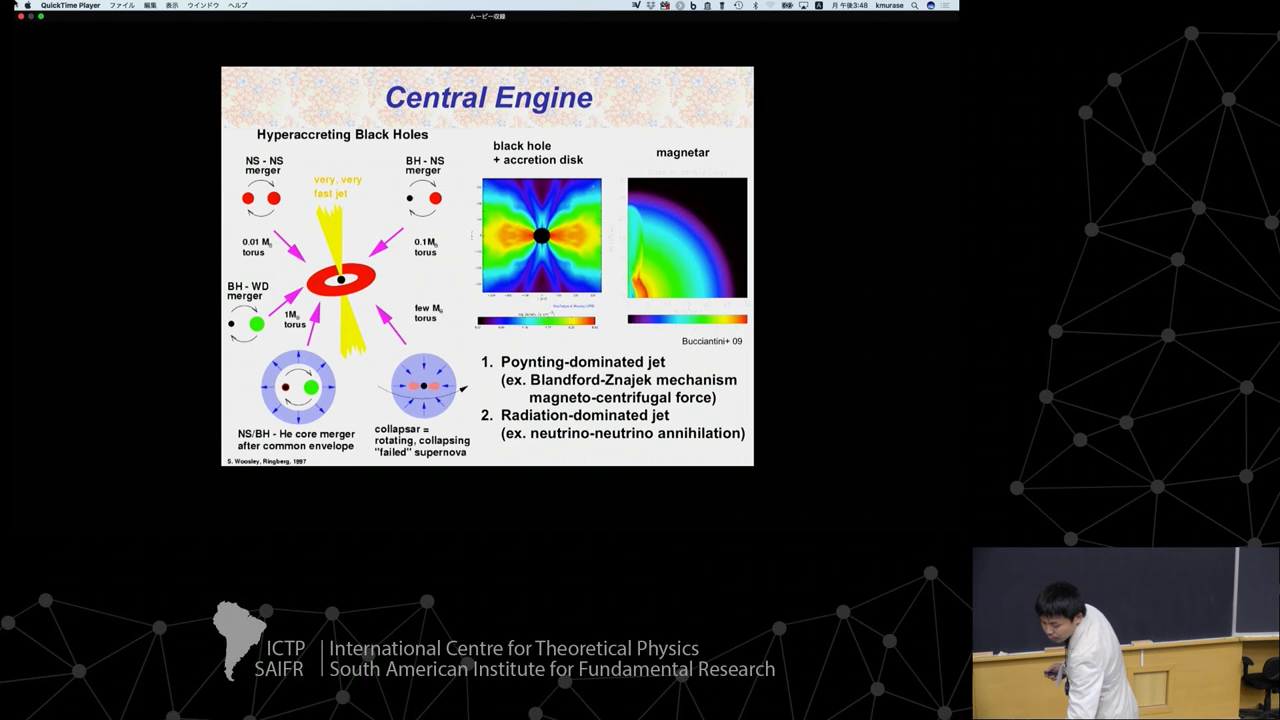 QuickTime Player ファイル 編集 表示 ウインドウ ヘルプ
月 午後3:48 kmurase
ムービー収録
Central Engine
Hyperaccreting Black Holes
NS - NS
merger
very, very
fast jet
BH - NS
merger
0.01 M⊙
torus
0.1M⊙
torus
BH - WD
merger
1M⊙
torus
few M⊙
torus
NS/BH - He core merger
after common envelope
collapsar =
rotating, collapsing
"failed" supernova
S. Woosley, Ringberg, 1997
black hole
+ accretion disk
magnetar
Bucciantini+ 09
1. Poynting-dominated jet
(ex. Blandford-Znajek mechanism
magneto-centrifugal force)
2. Radiation-dominated jet
(ex. neutrino-neutrino annihilation)
ICTP International Centre for Theoretical Physics
SAIFR South American Institute for Fundamental Research